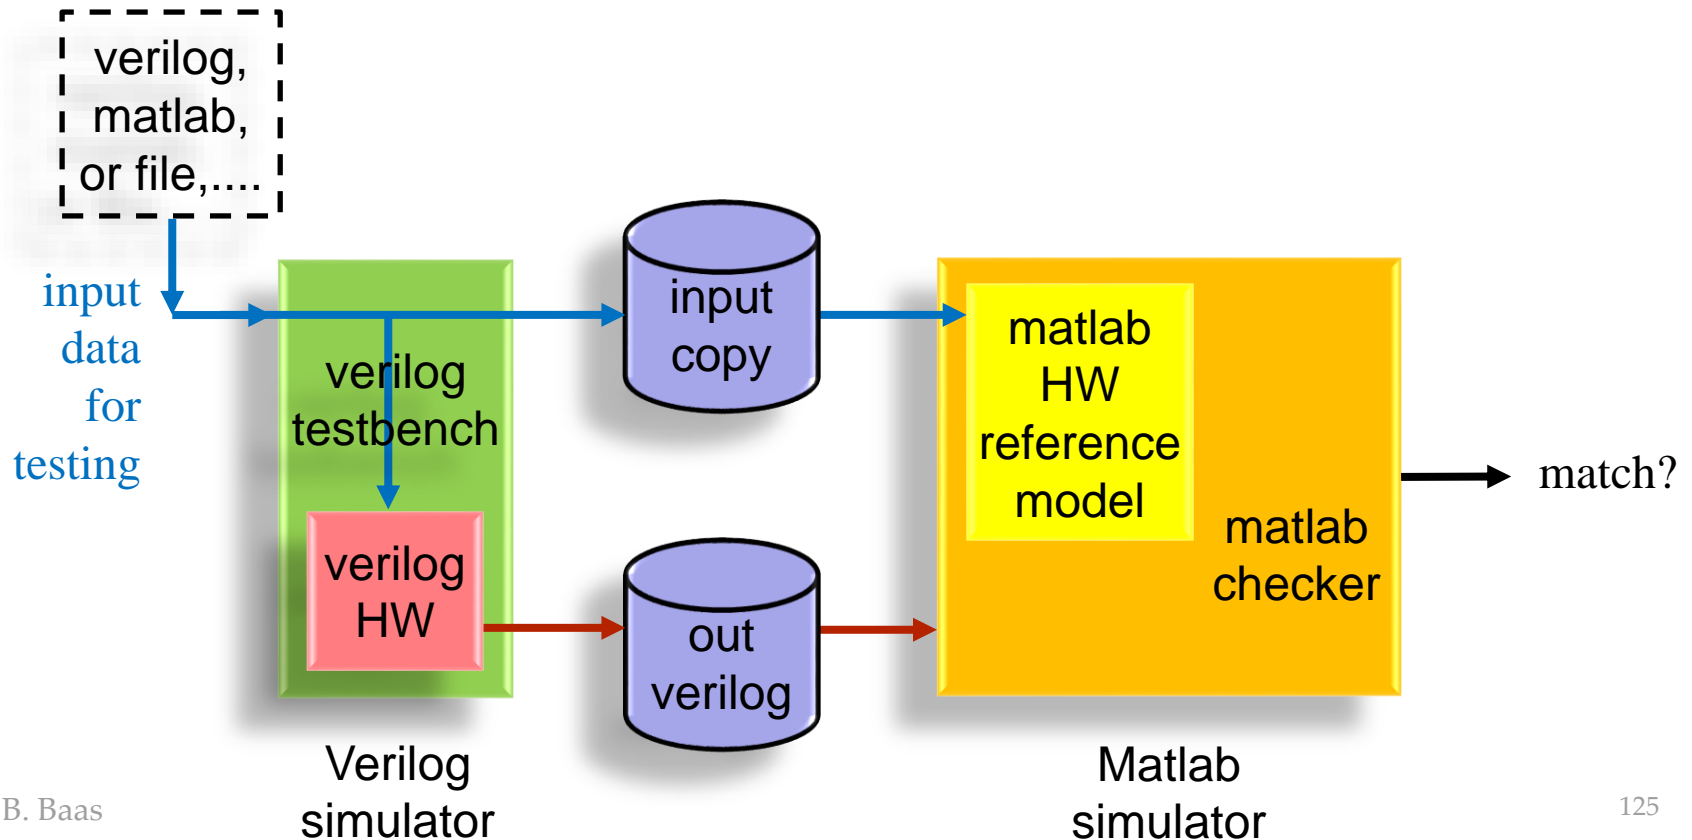 verilog,
matlab,
or file,....
input
data
for
testing
verilog
testbench
verilog
HW
input
copy
out
verilog
matlab
HW
reference
model
matlab
checker
match?
Verilog
simulator
Matlab
simulator
B. Baas
125